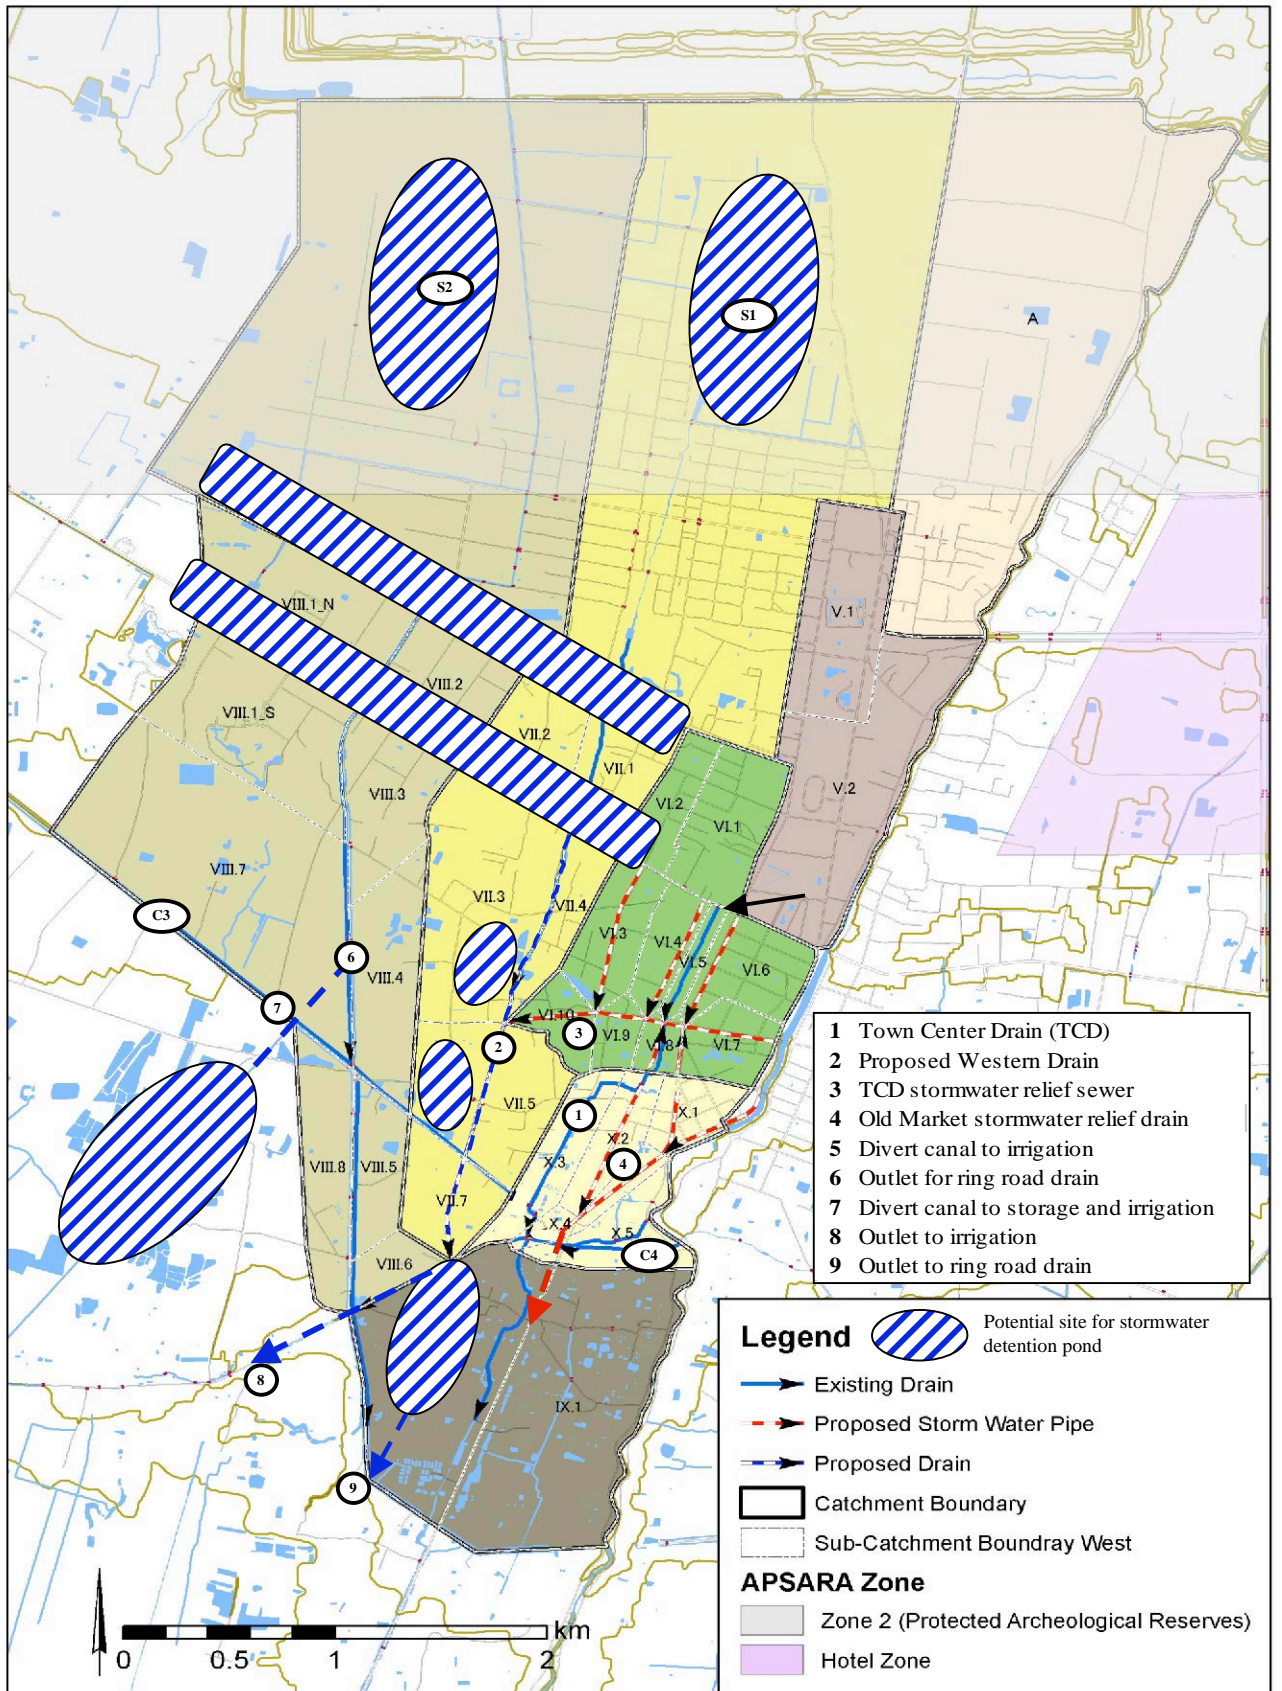 S2
S1
A
V.1
VIII.1_N
VIII.2
VIII.1_S
VII.2
VII.1
VIII.3
V.2
VI.2
VI.1
VIII.7
VII.3
VII.4
C3
VI.3
VI.4
VI.5
VI.6
6
VIII.4
7
VI.10
3
VI.9
VI.8
VI.7
2
VII.5
1
X.1
X.2
4
X.3
VIII.8
VIII.5
VII.7
X.4
X.5
C4
VIII.6
8
IX.1
9
1 Town Center Drain (TCD)
2 Proposed Western Drain
3 TCD stormwater relief sewer
4 Old Market stormwater relief drain
5 Divert canal to irrigation
6 Outlet for ring road drain
7 Divert canal to storage and irrigation
8 Outlet to irrigation
9 Outlet to ring road drain
Legend
Potential site for stormwater
detention pond
Existing Drain
Proposed Storm Water Pipe
Proposed Drain
Catchment Boundary
Sub-Catchment Boundray West
APSARA Zone
Zone 2 (Protected Archeological Reserves)
Hotel Zone
km
0 0.5 1 2